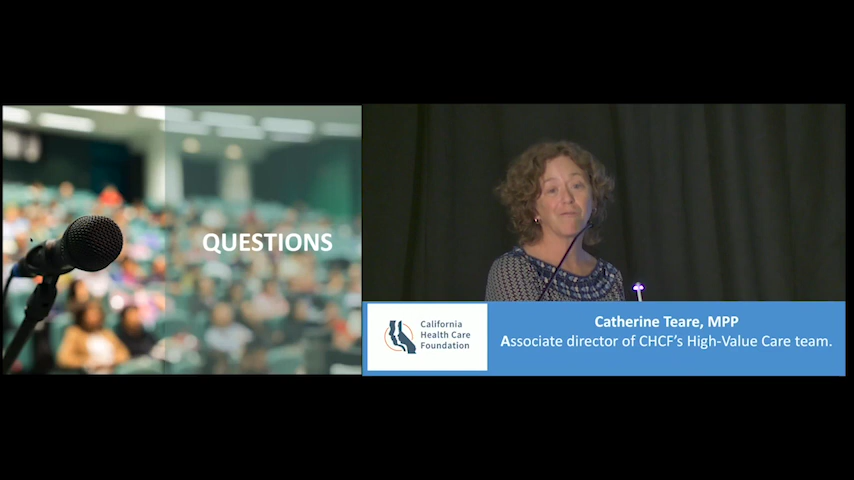 QUESTIONS
California
Health Care
Foundation
Catherine Teare, MPP
Associate director of CHCF's High-Value Care team.